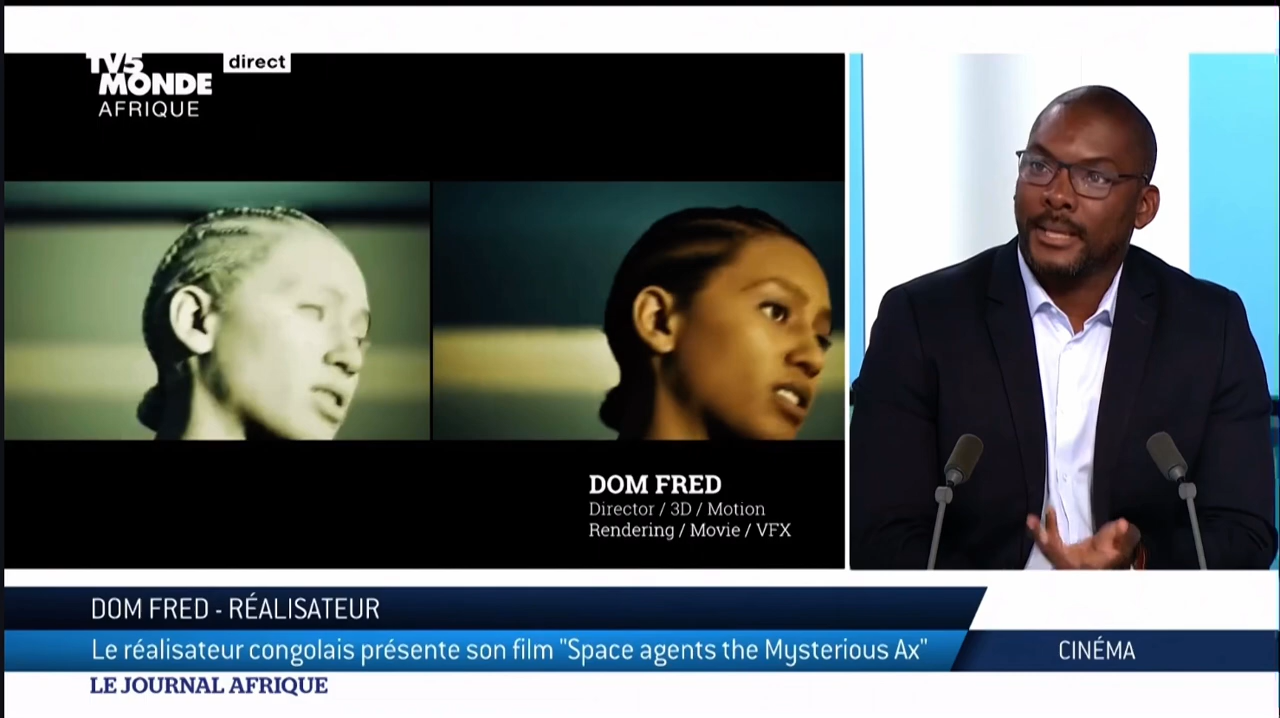 TV5
MONDE
AFRIQUE
direct
DOM FRED
Director / 3D / Motion
Rendering / Movie / VFX
DOM FRED - RÉALISATEUR
Le réalisateur congolais présente son film "Space agents the Mysterious Ax"
CINÉMA
LE JOURNAL AFRIQUE